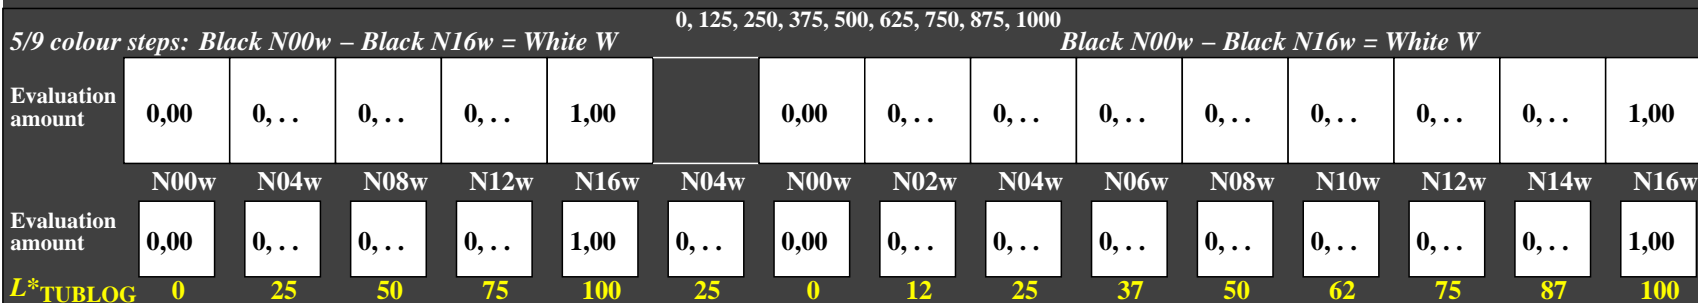 0, 125, 250, 375, 500, 625, 750, 875, 1000
5/9 colour steps: Black N00w – Black N16w = White W Black N00w – Black N16w = White W
Evaluation amount 0,00 0, . . 0, . . 0, . . 1,00 0,00 0, . . 0, . . 0, . . 0, . . 0, . . 0, . . 0, . . 1,00
N00w N04w N08w N12w N16w N04w N00w N02w N04w N06w N08w N10w N12w N14w N16w
Evaluation amount 0,00 0, . . 0, . . 0, . . 1,00 0, . . 0,00 0, . . 0, . . 0, . . 0, . . 0, . . 0, . . 0, . . 1,00
L*TUBLOG 0 25 50 75 100 25 0 12 25 37 50 62 75 87 100